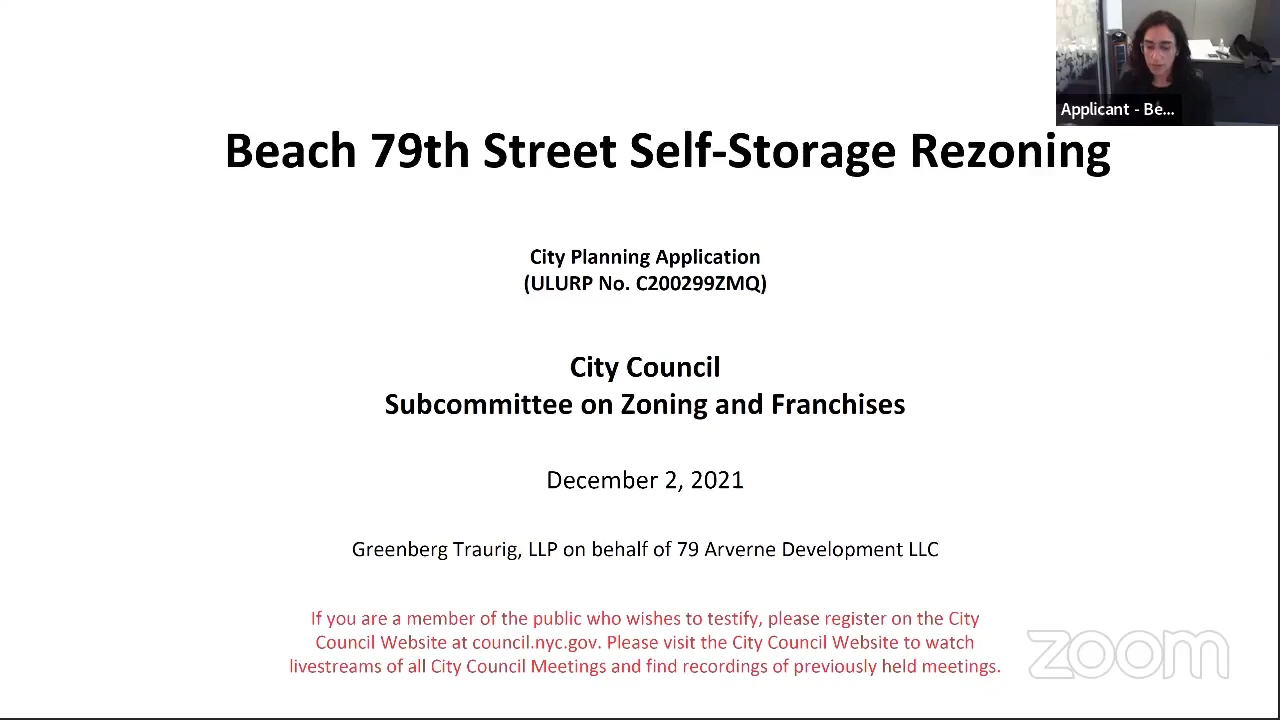 Applicant - Be...
Beach 79th Street Self-Storage Rezoning
City Planning Application
(ULURP No. C200299ZMQ)
City Council
Subcommittee on Zoning and Franchises
December 2, 2021
Greenberg Traurig, LLP on behalf of 79 Arverne Development LLC
If you are a member of the public who wishes to testify, please register on the City
Council Website at council.nyc.gov. Please visit the City Council Website to watch
livestreams of all City Council Meetings and find recordings of previously held meetings.
zoom